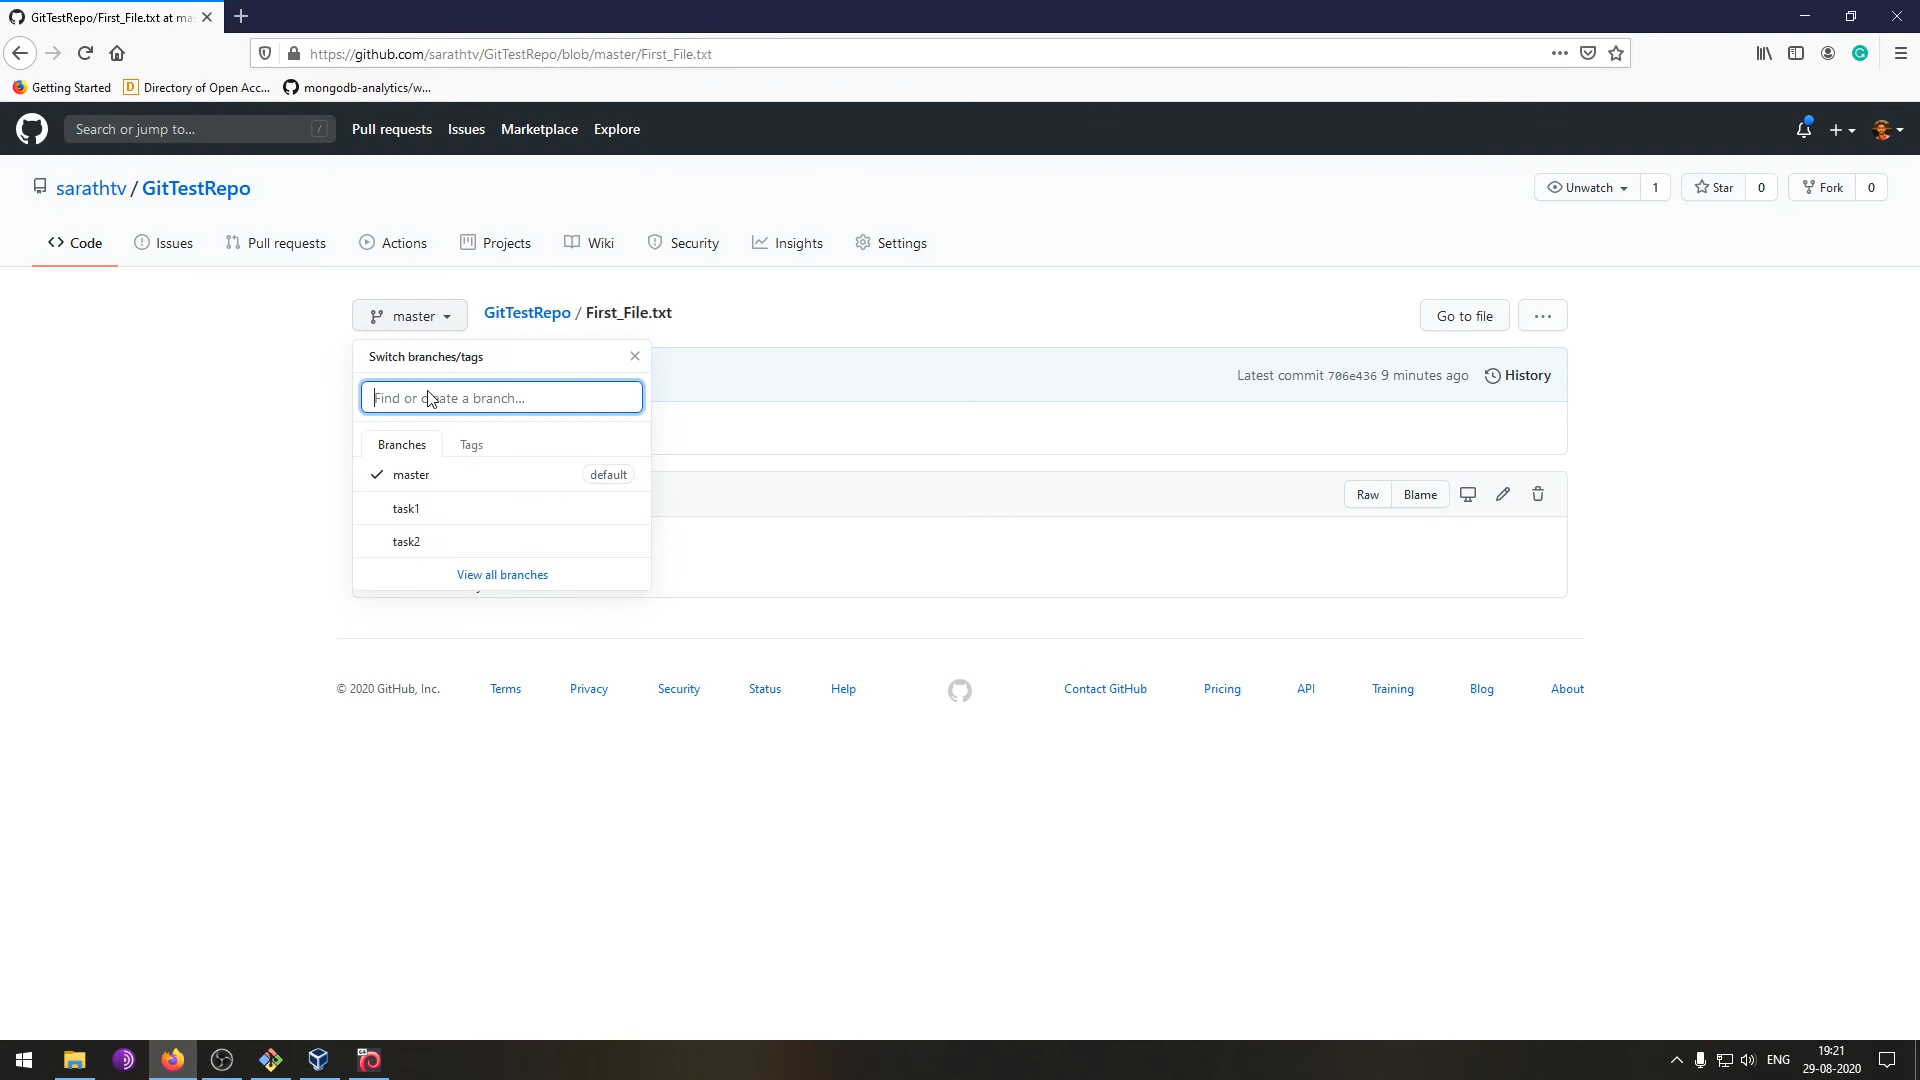 GitTestRepo/First_File.txt at ma
https://github.com/sarathtv/GitTestRepo/blob/master/First_File.txt
Getting Started
Directory of Open Acc...
mongodb-analytics/w...
Search or jump to...
/
Pull requests
Issues
Marketplace
Explore
sarathtv / GitTestRepo
Unwatch
1
Star
0
Fork
0
Code
Issues
Pull requests
Actions
Projects
Wiki
Security
Insights
Settings
master
GitTestRepo / First_File.txt
Go to file
Switch branches/tags
Find or create a branch...
Latest commit 706e436 9 minutes ago
History
Branches
Tags
master
default
task1
task2
View all branches
Raw
Blame
© 2020 GitHub, Inc.
Terms
Privacy
Security
Status
Help
Contact GitHub
Pricing
API
Training
Blog
About
ENG
19:21
29-08-2020